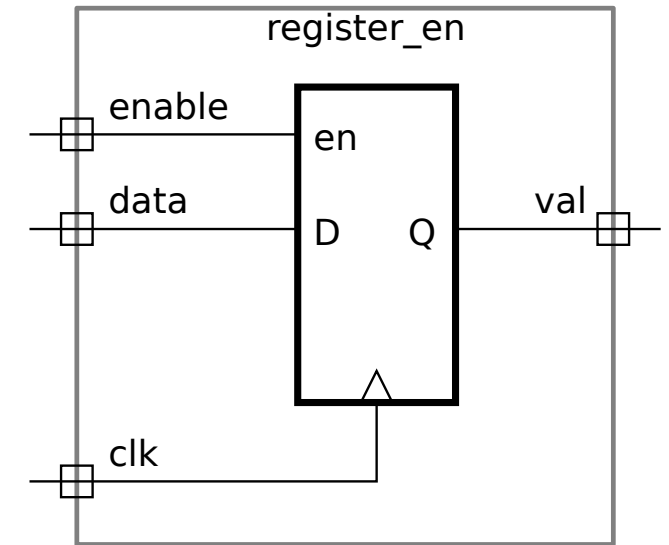 register_en
enable
en
data
val
D
Q
clk